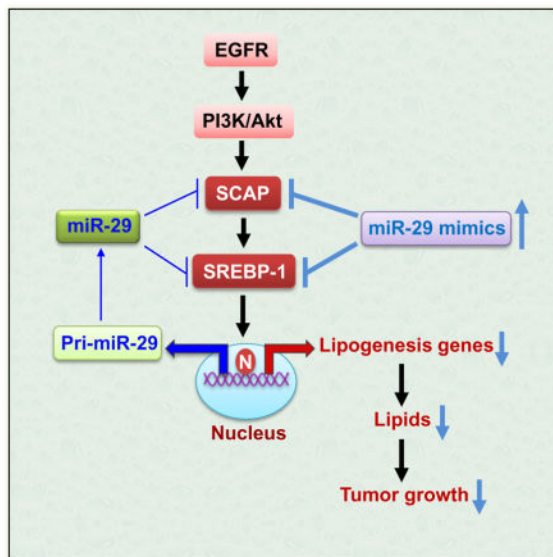 EGFR
PI3K/Akt
SCAP
miR-29
miR-29 mimics
SREBP-1
Pri-miR-29
N
Lipogenesis genes
Nucleus
Lipids
Tumor growth